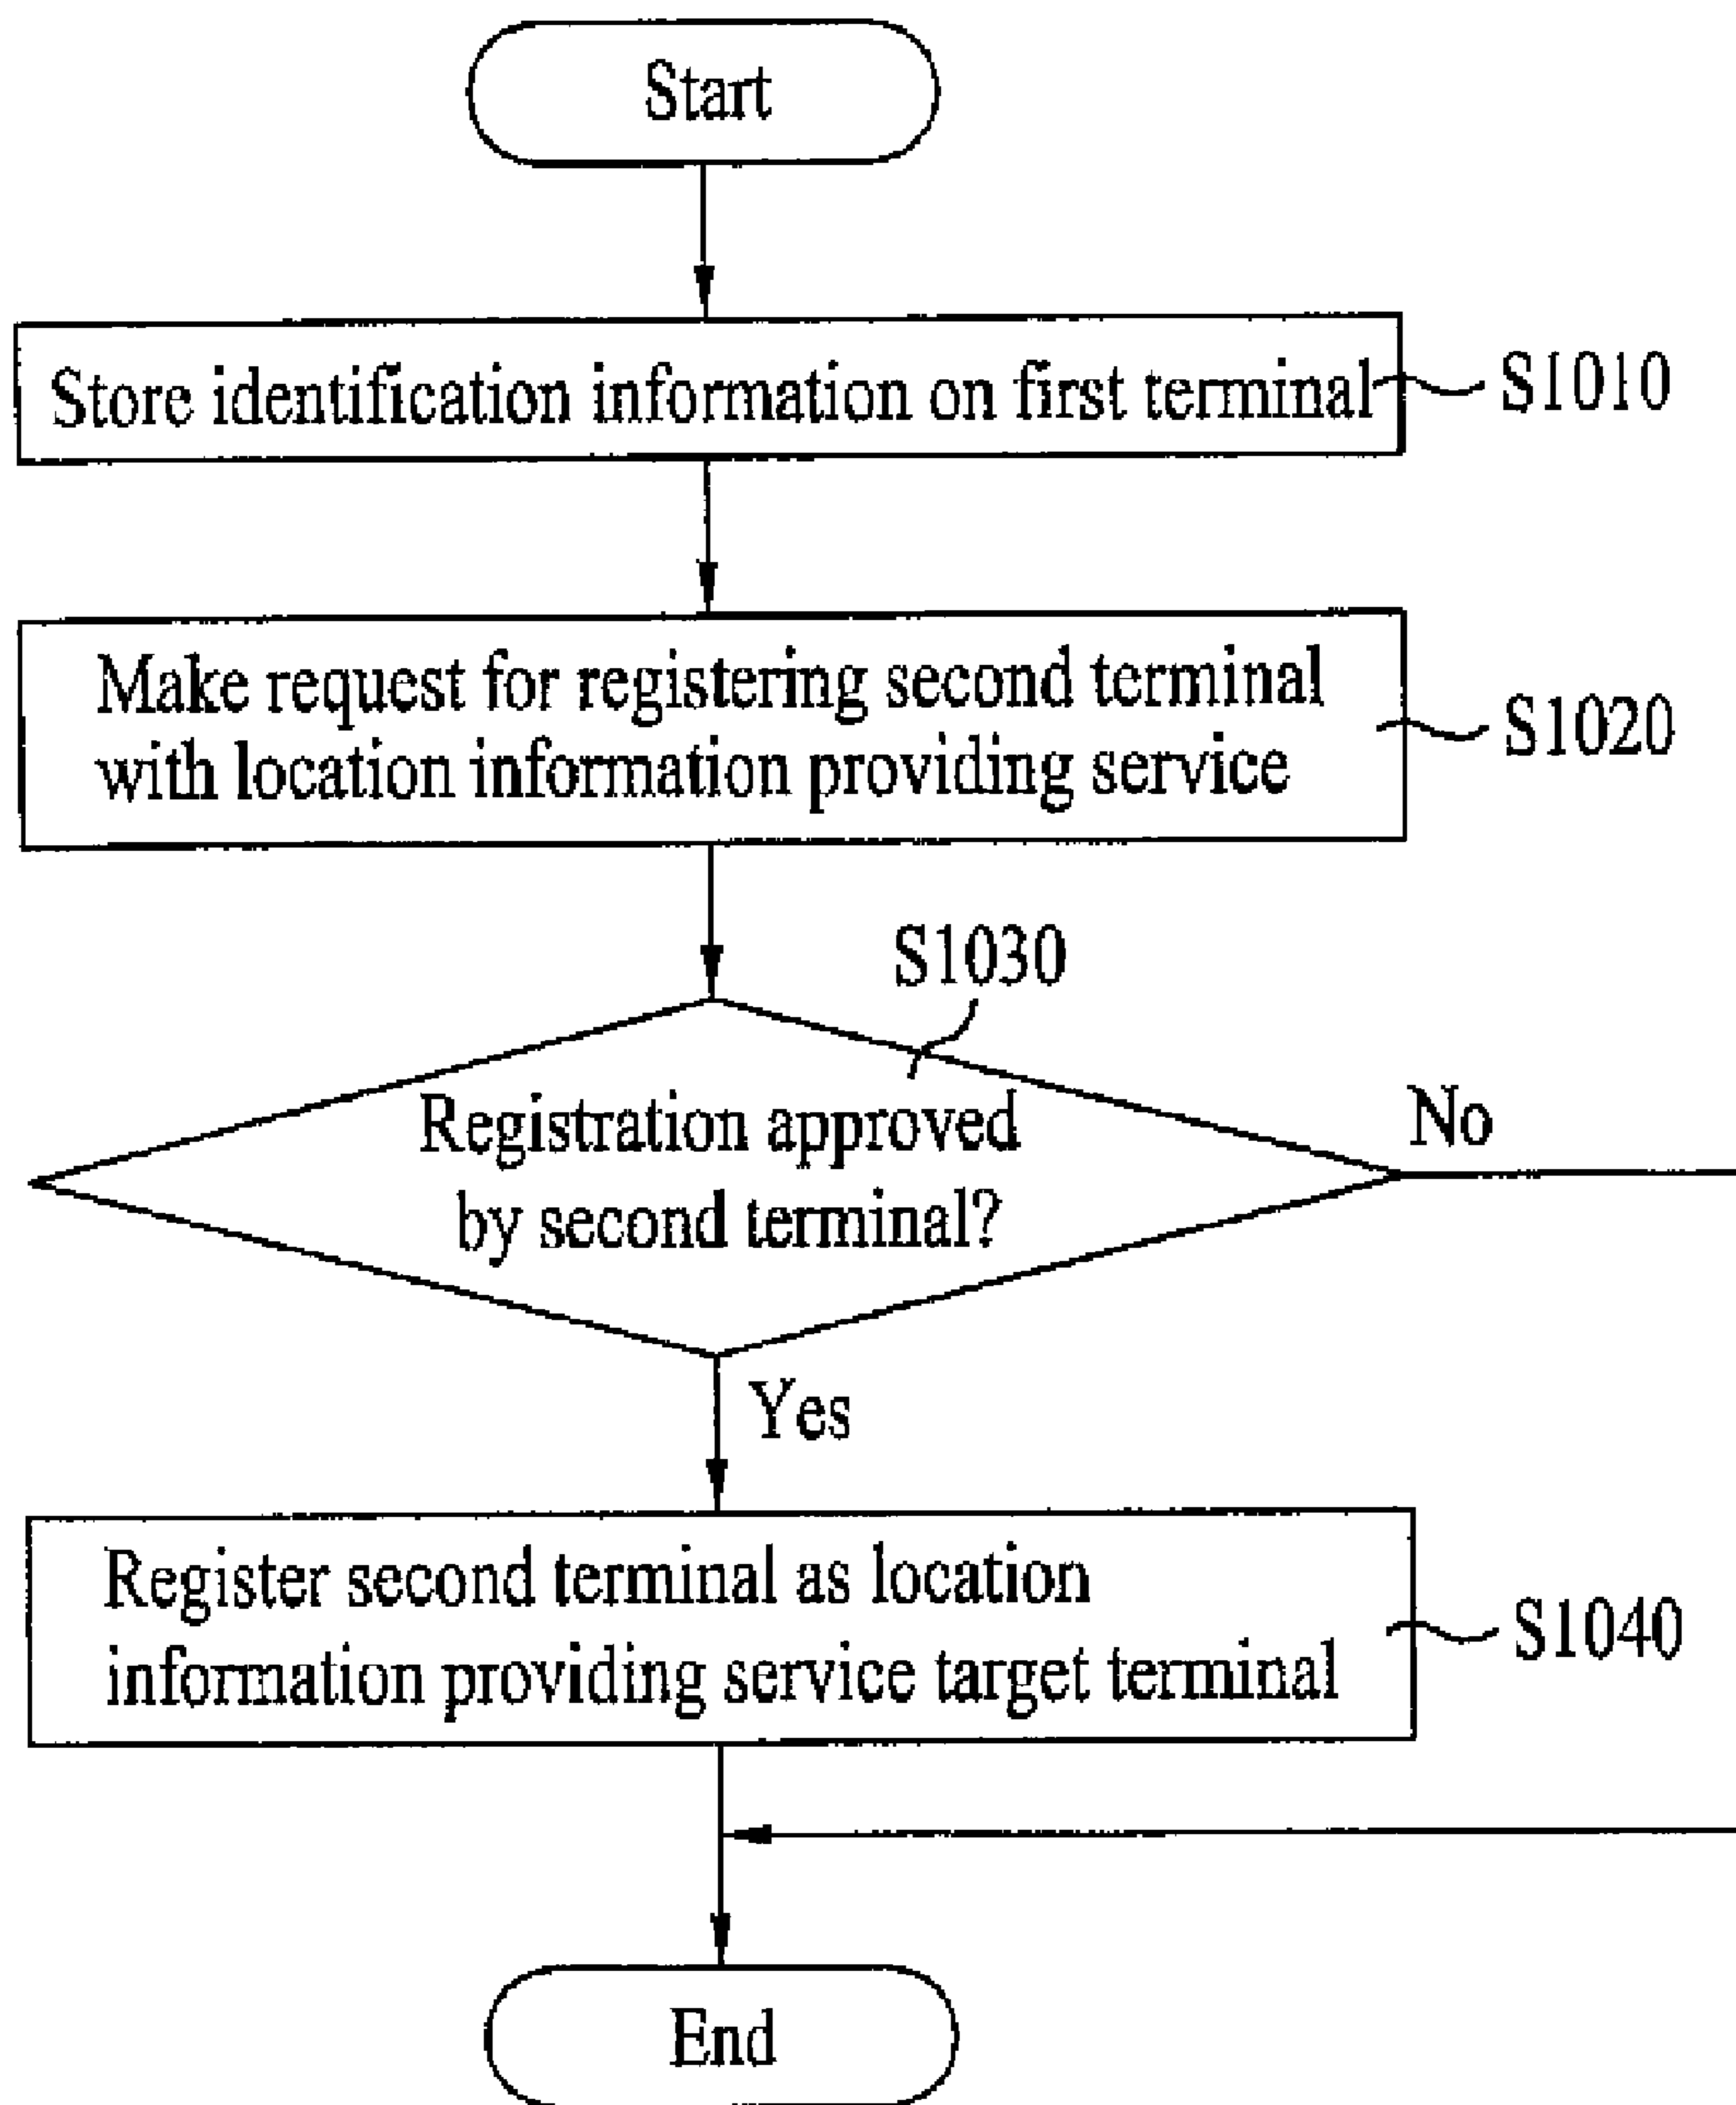 Start
Store identification information on first terminal
S1010
Make request for registering second terminal
with location information providing service
S1020
S1030
Registration approved
by second terminal?
No
Yes
Register second terminal as location
information providing service target terminal
S1040
End